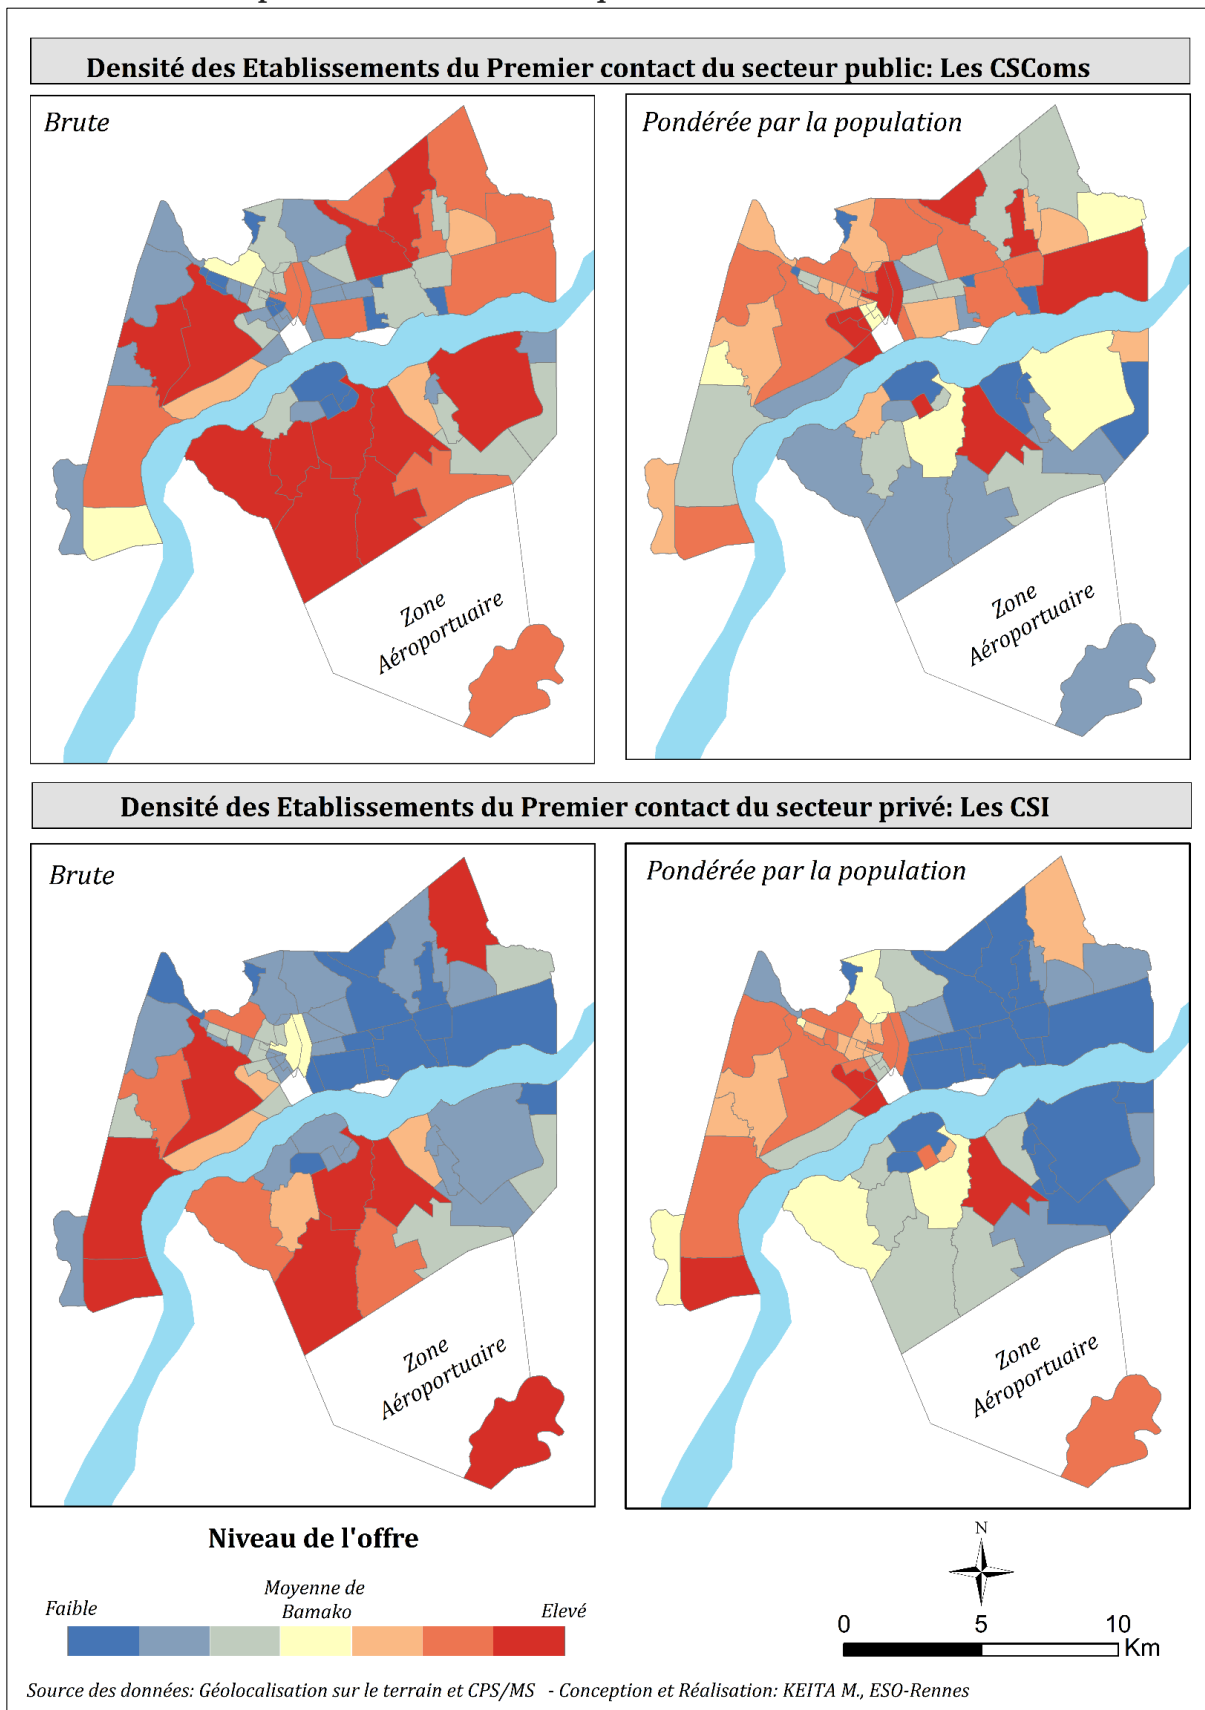 Densité des Etablissements du Premier contact du secteur public: Les CSComs
Brute
Pondérée par la population
Zone
Aéroportuaire
Zone
Aéroportuaire
Densité des Etablissements du Premier contact du secteur privé: Les CSI
Brute
Pondérée par la population
Zone
Aéroportuaire
Zone
Aéroportuaire
Niveau de l'offre
Faible
Moyenne de
Bamako
Elevé
N
0 5 10
Km
Source des données: Géolocalisation sur le terrain et CPS/MS - Conception et Réalisation: KEITA M., ESO-Rennes